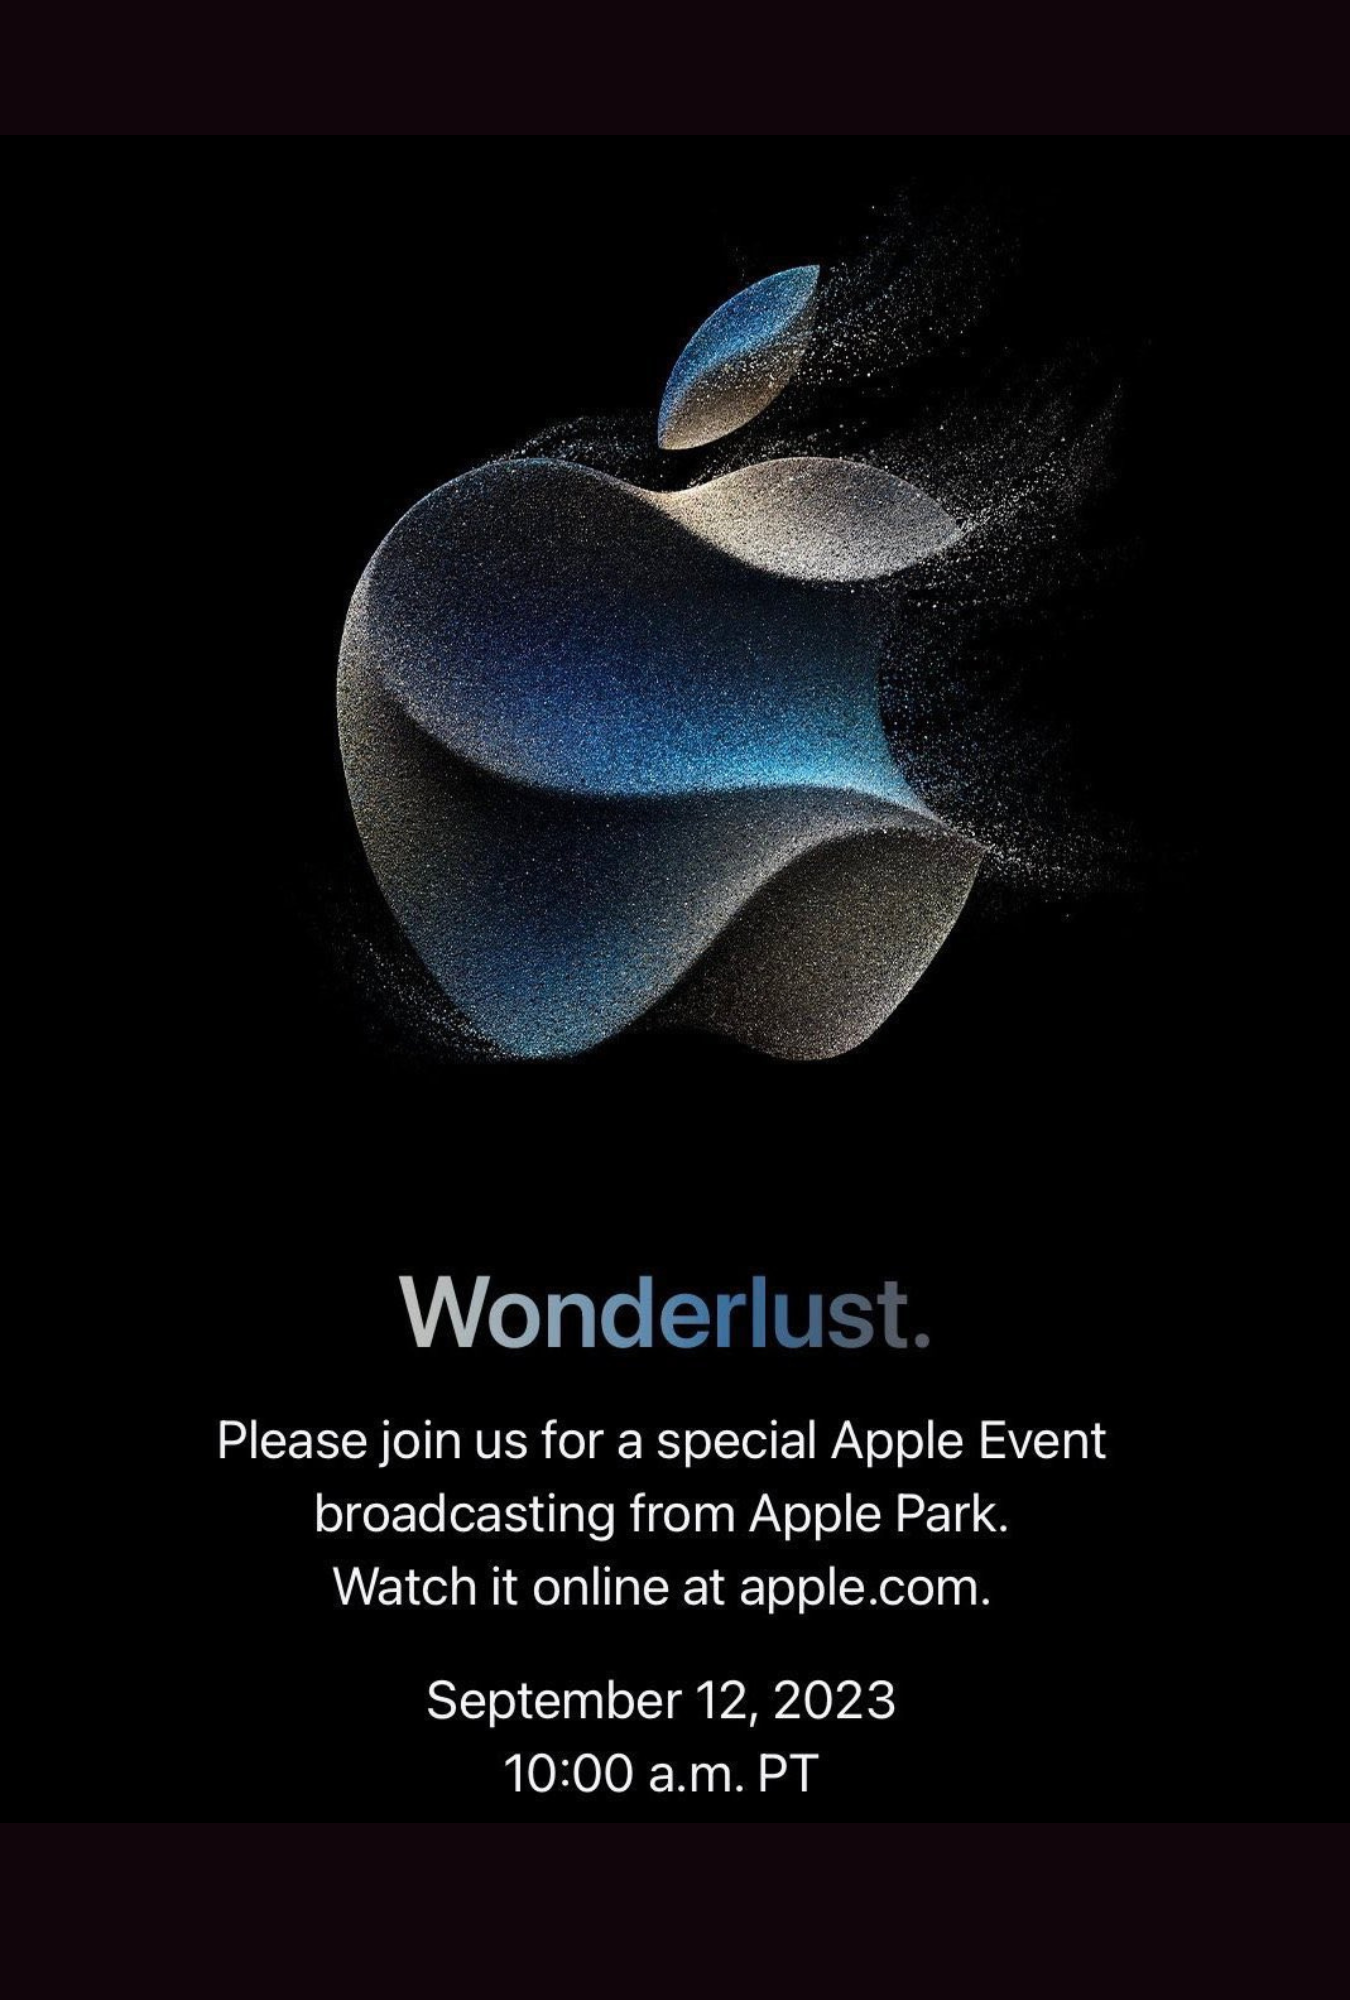 Wonderlust.
Please join us for a special Apple Event
broadcasting from Apple Park.
Watch it online at apple.com.
September 12, 2023
10:00 a.m. PT